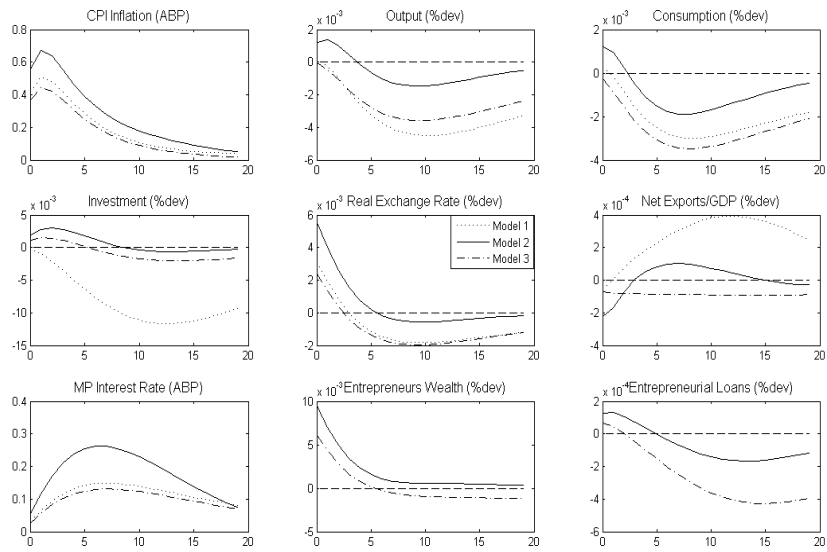 CPI Inflation (ABP)
0.8
0.6
0.4
0.2
0
0 5 10 15 20
x 10⁻³ Output (%dev)
2
0
-2
-4
-6
0 5 10 15 20
x 10⁻³ Consumption (%dev)
2
0
-2
-4
0 5 10 15 20
x 10⁻³ Investment (%dev)
5
0
-5
-10
-15
0 5 10 15 20
x 10⁻³ Real Exchange Rate (%dev)
6
4
2
0
-2
0 5 10 15 20
Model 1
Model 2
Model 3
x 10⁻⁴ Net Exports/GDP (%dev)
4
2
0
-2
-4
0 5 10 15 20
MP Interest Rate (ABP)
0.4
0.3
0.2
0.1
0
0 5 10 15 20
x 10⁻³ Entrepreneurs Wealth (%dev)
10
5
0
-5
0 5 10 15 20
x 10⁻⁴ Entrepreneurial Loans (%dev)
2
0
-2
-4
-6
0 5 10 15 20